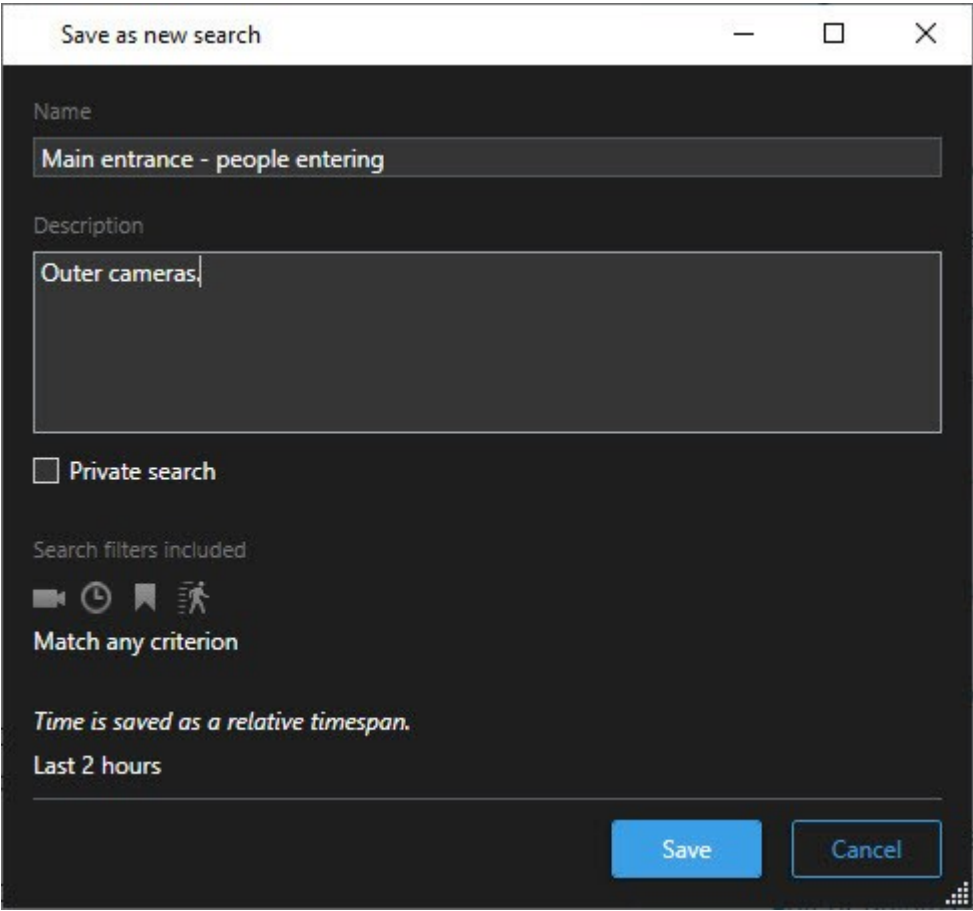 Save as new search
Name
Main entrance - people entering
Description
Outer cameras.
Private search
Search filters included
Match any criterion
Time is saved as a relative timespan.
Last 2 hours
Save
Cancel